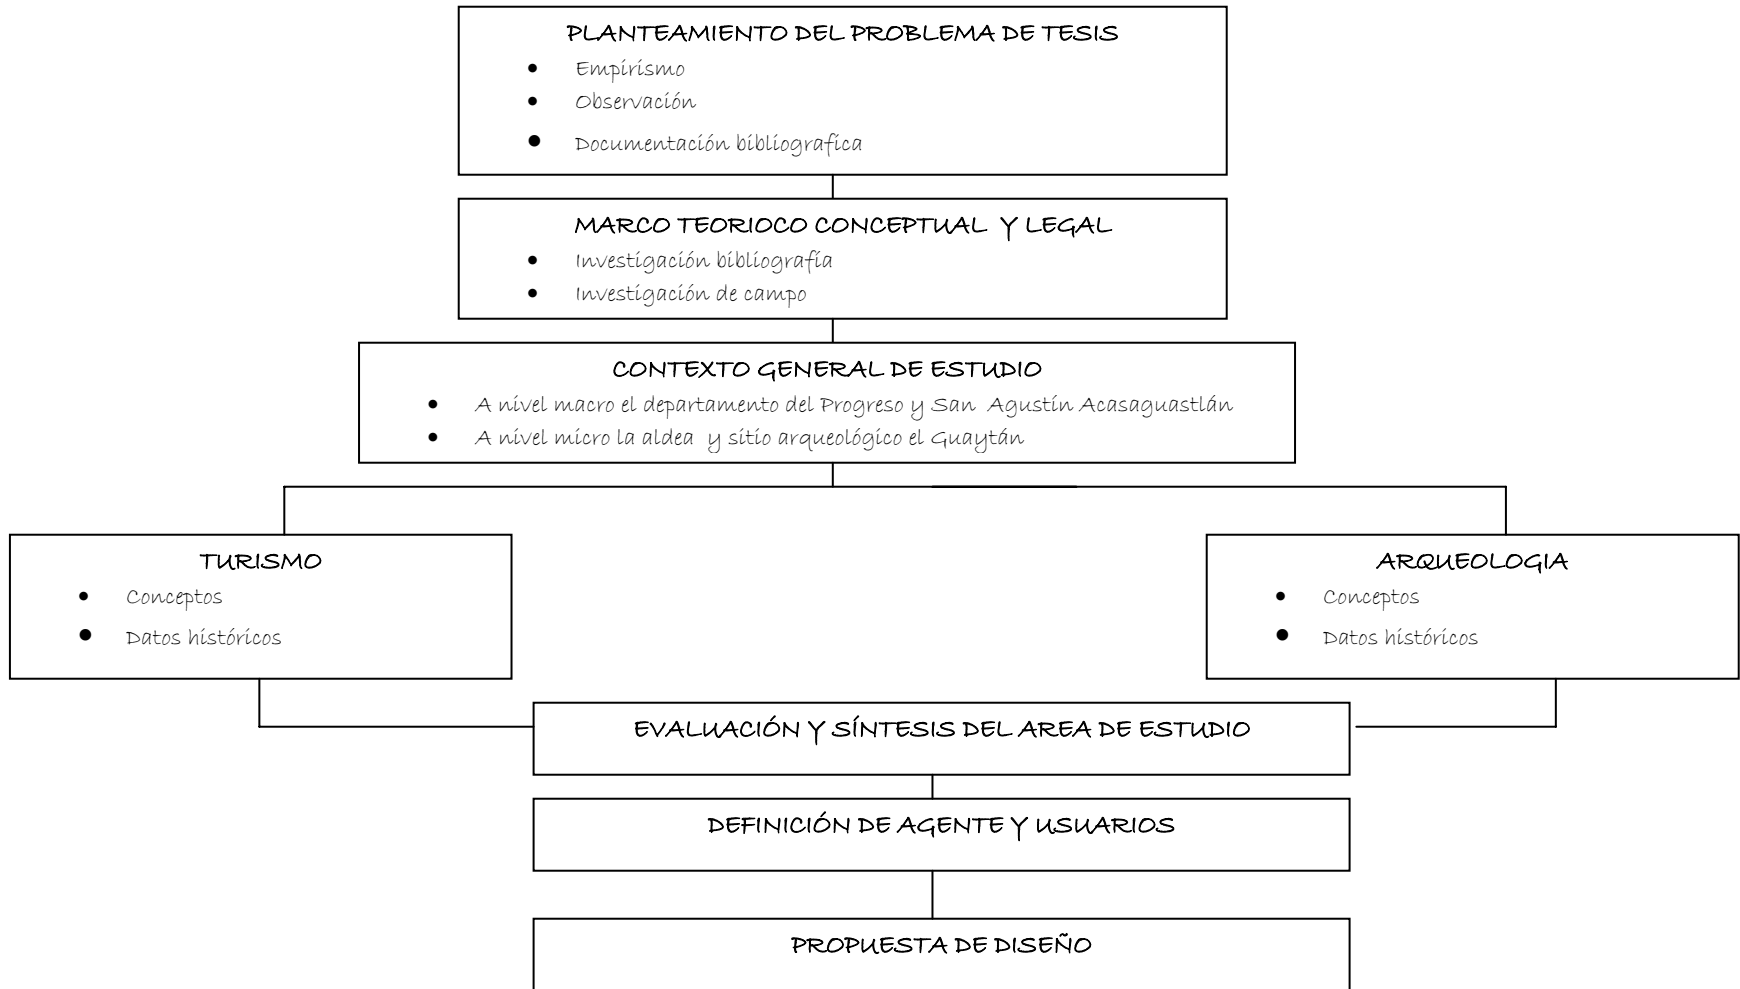 PLANTEAMIENTO DEL PROBLEMA DE TESIS
• Empirismo
• Observación
• Documentación bibliografica
MARCO TEORIOCO CONCEPTUAL Y LEGAL
• Investigación bibliografía
• Investigación de campo
CONTEXTO GENERAL DE ESTUDIO
• A nivel macro el departamento del Progreso y San Agustín Acasaguastlán
• A nivel micro la aldea y sitio arqueológico el Guaytán
TURISMO
• Conceptos
• Datos históricos
ARQUEOLOGIA
• Conceptos
• Datos históricos
EVALUACIÓN Y SÍNTESIS DEL AREA DE ESTUDIO
DEFINICIÓN DE AGENTE Y USUARIOS
PROPUESTA DE DISEÑO